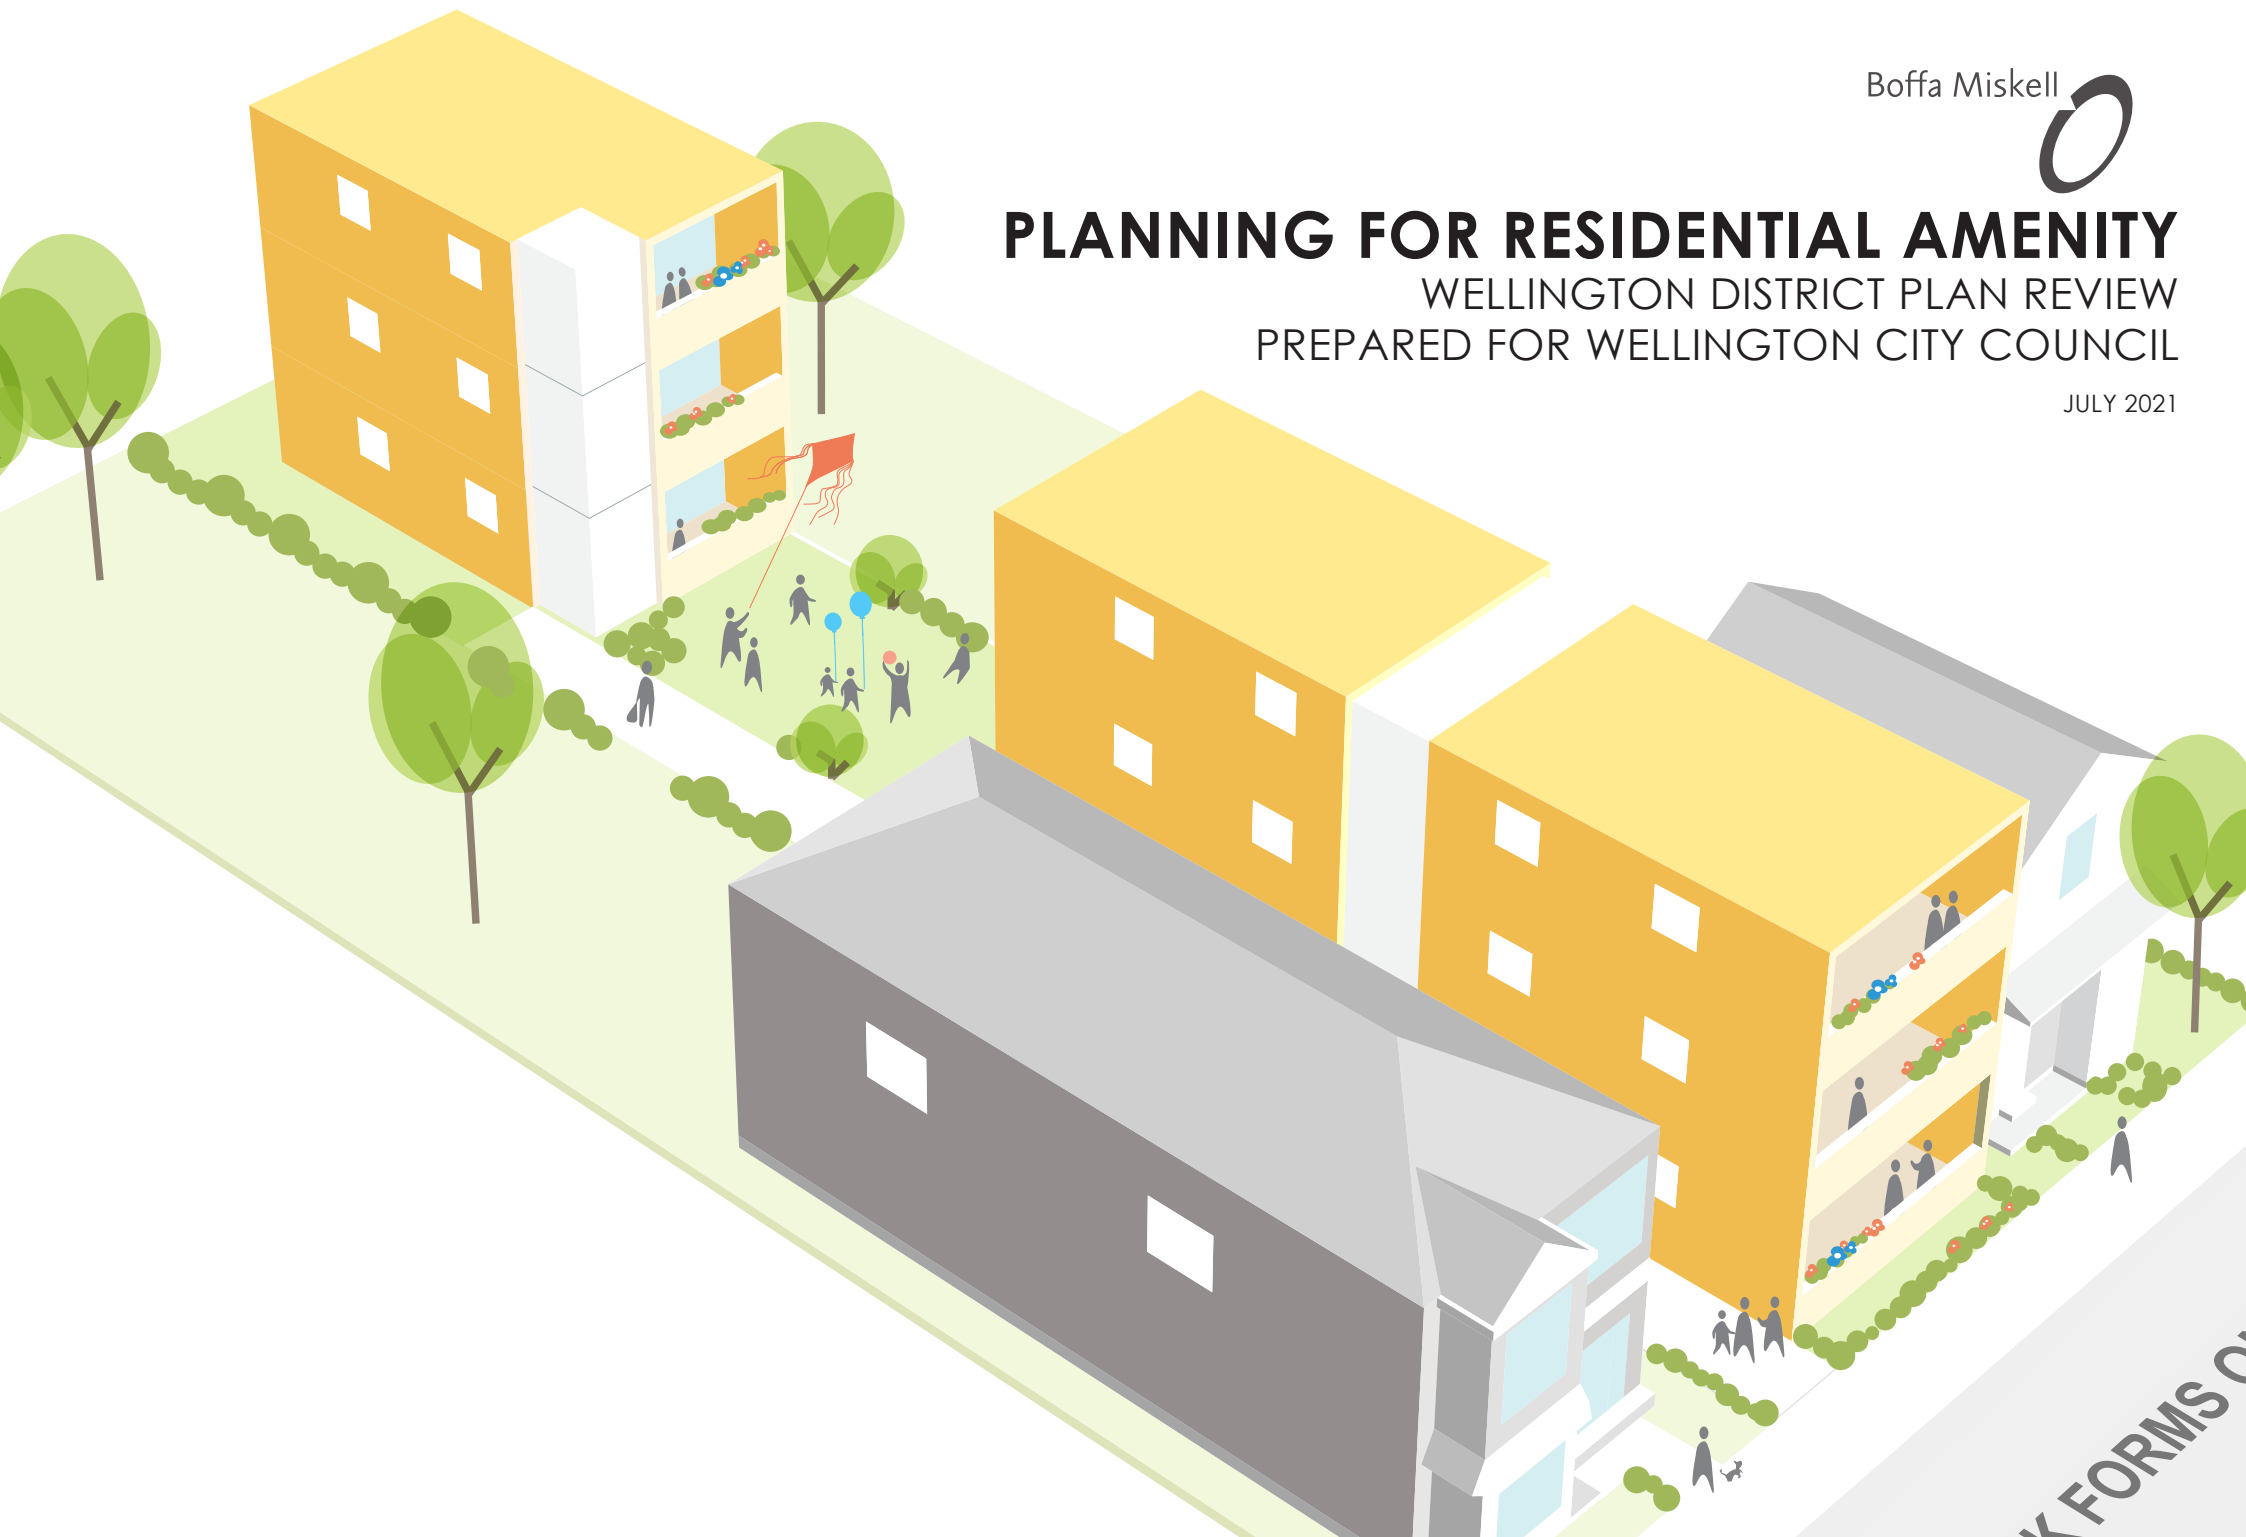 Boffa Miskell
PLANNING FOR RESIDENTIAL AMENITY
WELLINGTON DISTRICT PLAN REVIEW
PREPARED FOR WELLINGTON CITY COUNCIL
JULY 2021
FORMS